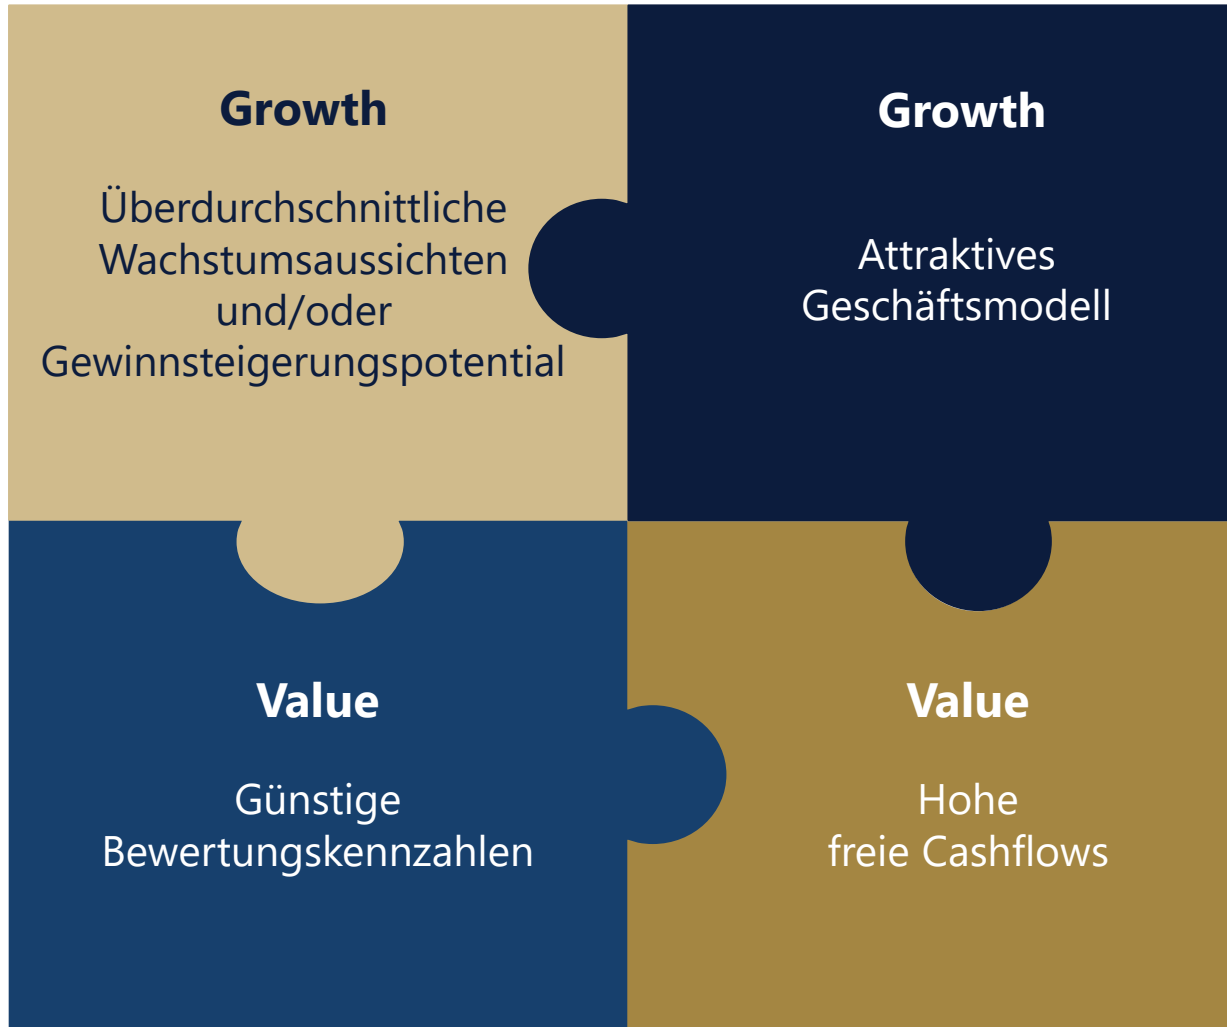 Growth
Überdurchschnittliche
Wachstumsaussichten
und/oder
Gewinnsteigerungspotential
Growth
Attraktives
Geschäftsmodell
Value
Günstige
Bewertungskennzahlen
Value
Hohe
freie Cashflows